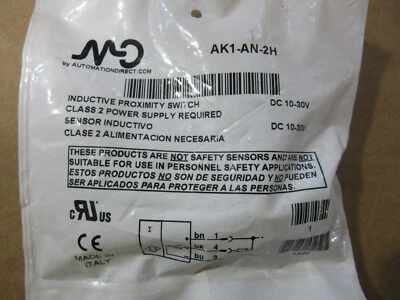 AK1-AN-2H
by AUTOMATIONDIRECT.COM
INDUCTIVE PROXIMITY SWITCH DC 10-30V
CLASS 2 POWER SUPPLY REQUIRED
SENSOR INDUCTIVO DC 10-30V
CLASS 2 ALIMENTACION NECESARIA
THESE PRODUCTS ARE NOT SAFETY SENSORS AND ARE NOT
SUITABLE FOR USE IN PERSONNEL SAFETY APPLICATIONS
ESTOS PRODUCTOS NO SON DE SEGURIDAD Y NO PUEDEN
SER APLICADOS PARA PROTEGER A LAS PERSONAS.
c RU US
CE
MADE IN
ITALY
I
bn 1
bk 4
bu 3
1